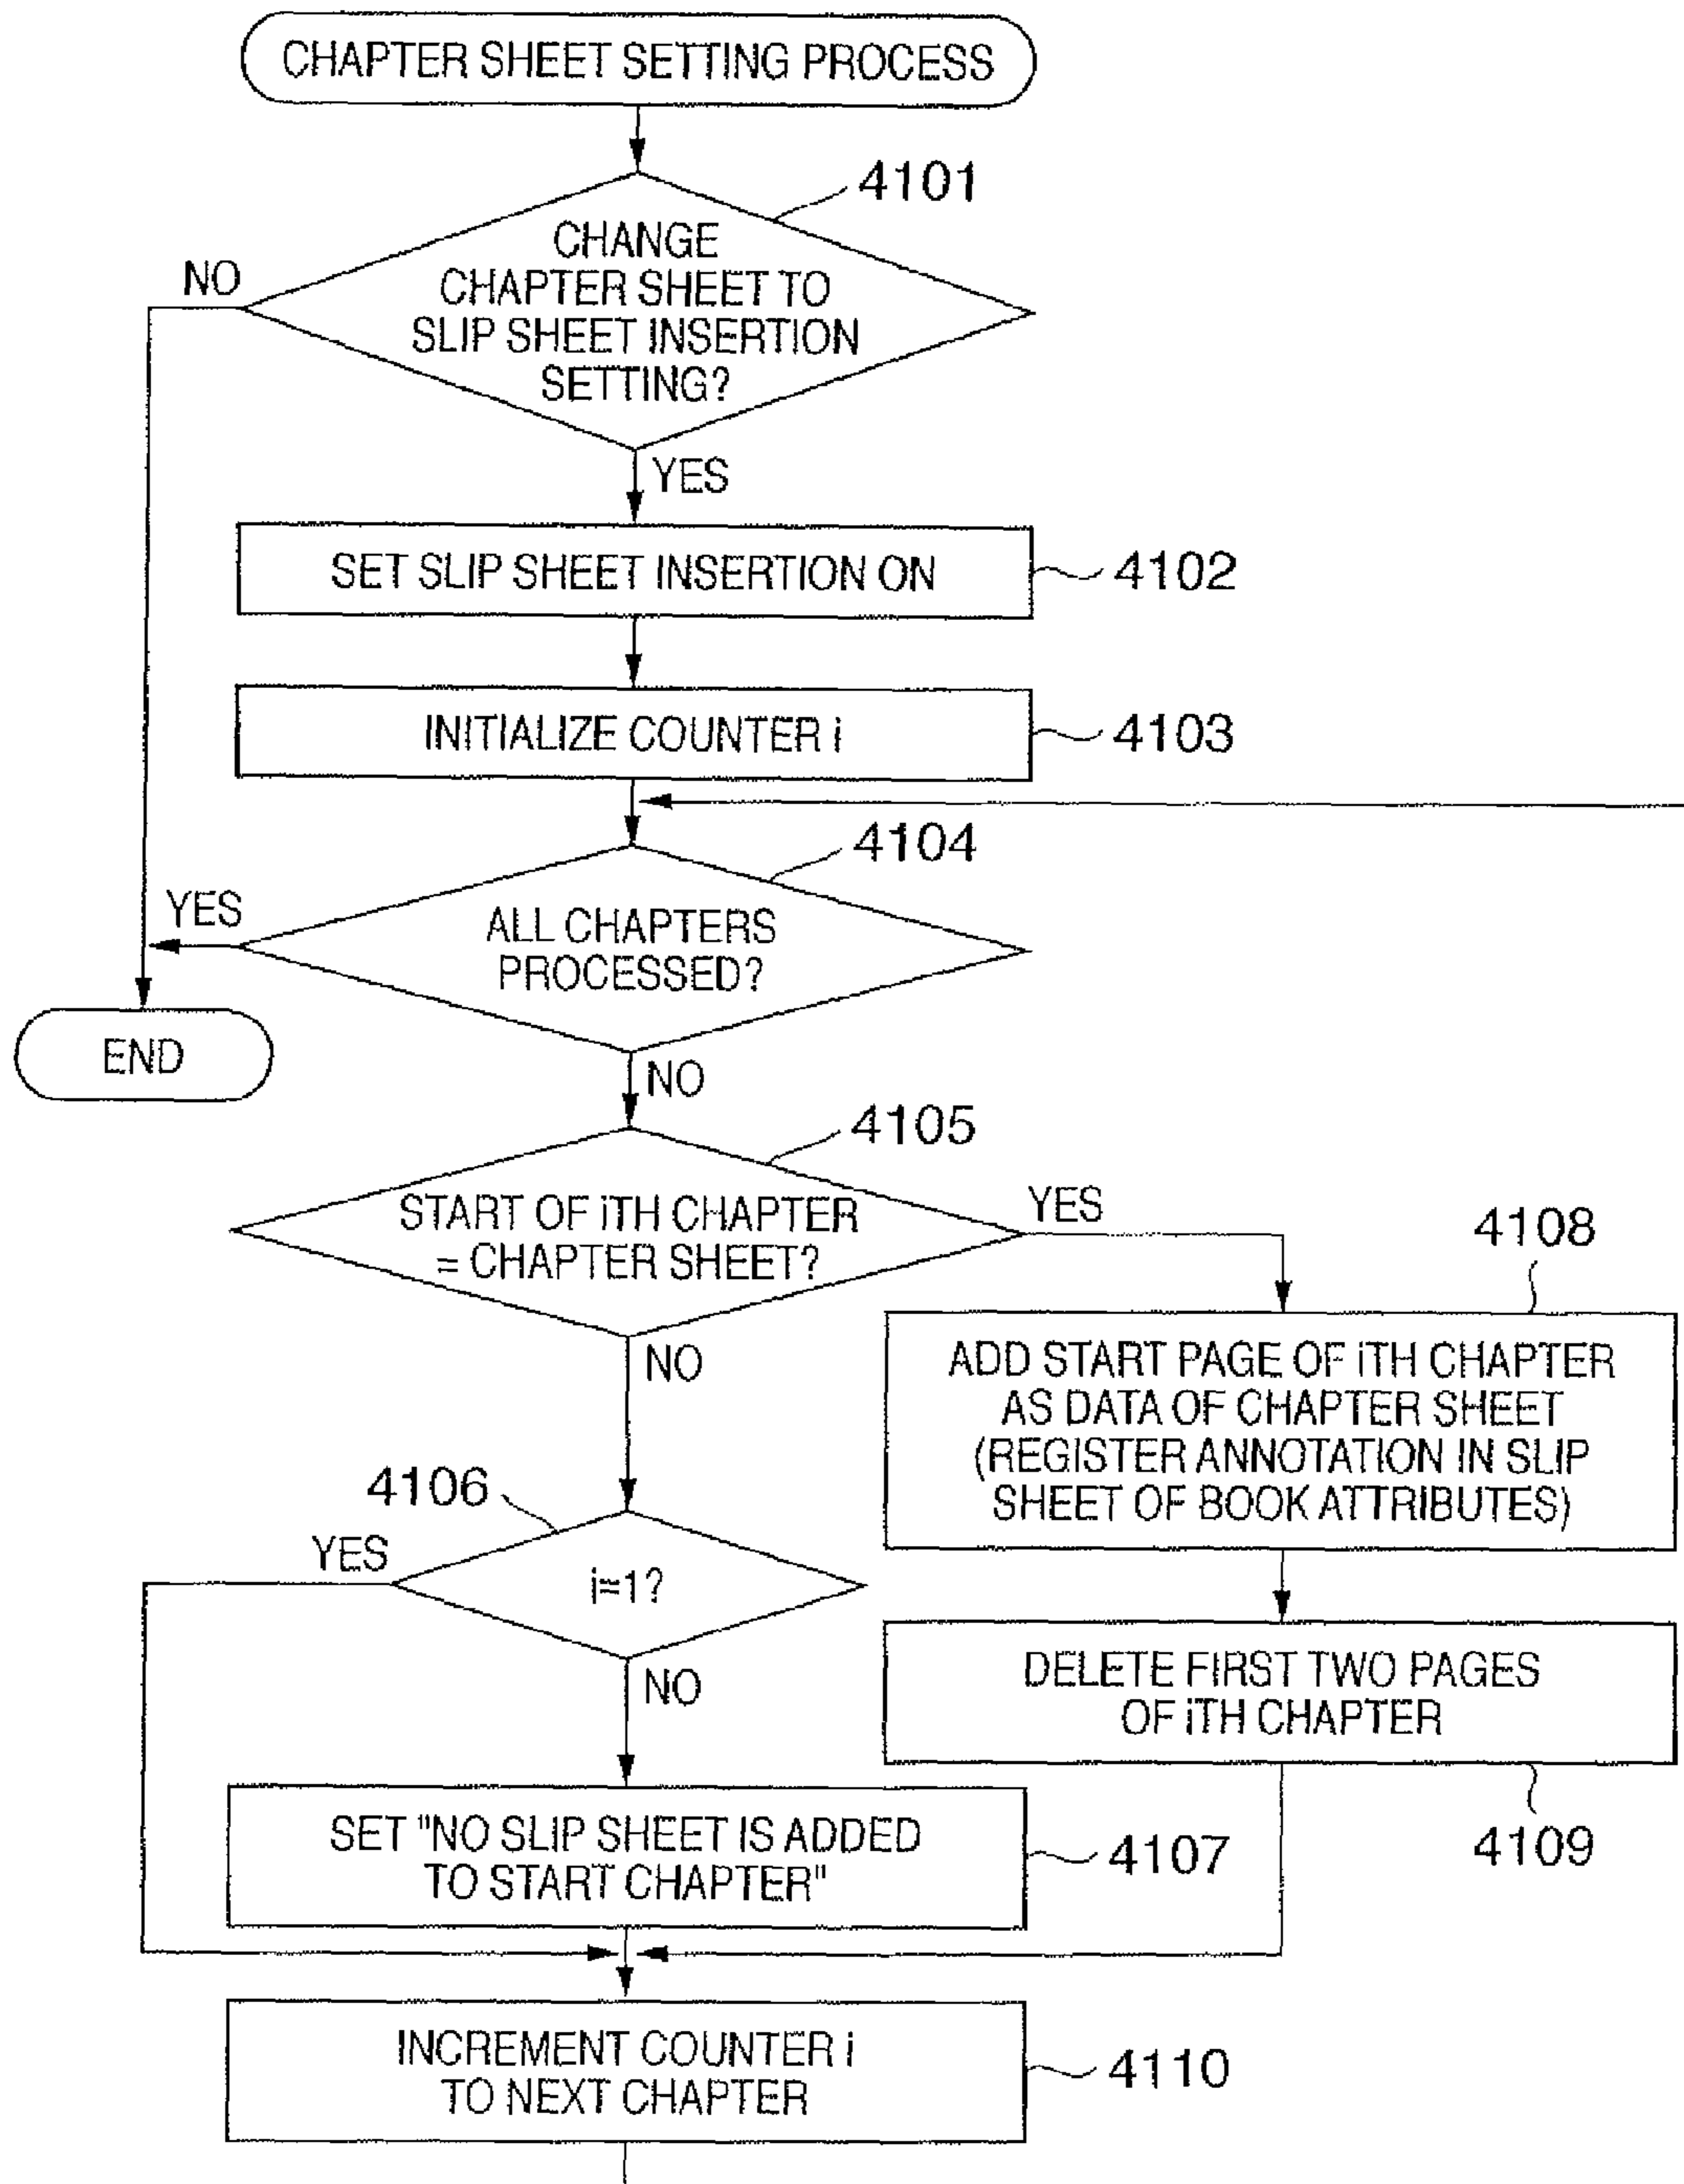 CHAPTER SHEET SETTING PROCESS
4101
CHANGE
CHAPTER SHEET TO
SLIP SHEET INSERTION
SETTING?
NO
YES
SET SLIP SHEET INSERTION ON
4102
INITIALIZE COUNTER i
4103
4104
YES
ALL CHAPTERS
PROCESSED?
END
NO
4105
START OF iTH CHAPTER
= CHAPTER SHEET?
YES
4108
NO
ADD START PAGE OF iTH CHAPTER
AS DATA OF CHAPTER SHEET
(REGISTER ANNOTATION IN SLIP
SHEET OF BOOK ATTRIBUTES)
4106
YES
i=1?
NO
DELETE FIRST TWO PAGES
OF iTH CHAPTER
4109
SET "NO SLIP SHEET IS ADDED
TO START CHAPTER"
4107
INCREMENT COUNTER i
TO NEXT CHAPTER
4110